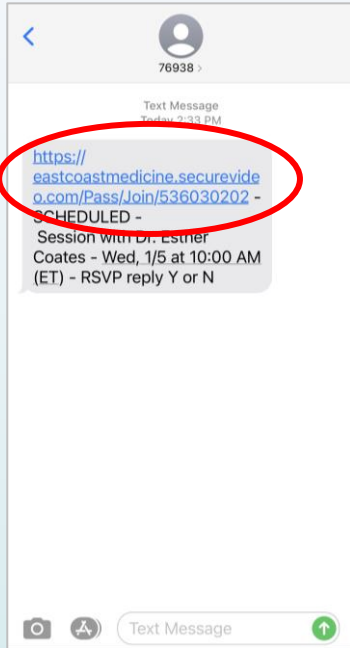 76938 >
Text Message
Today 2:33 PM
https://
eastcoastmedicine.securevide
o.com/Pass/Join/536030202 -
SCHEDULED -
Session with Dr. Esther
Coates - Wed, 1/5 at 10:00 AM
(ET) - RSVP reply Y or N
Text Message